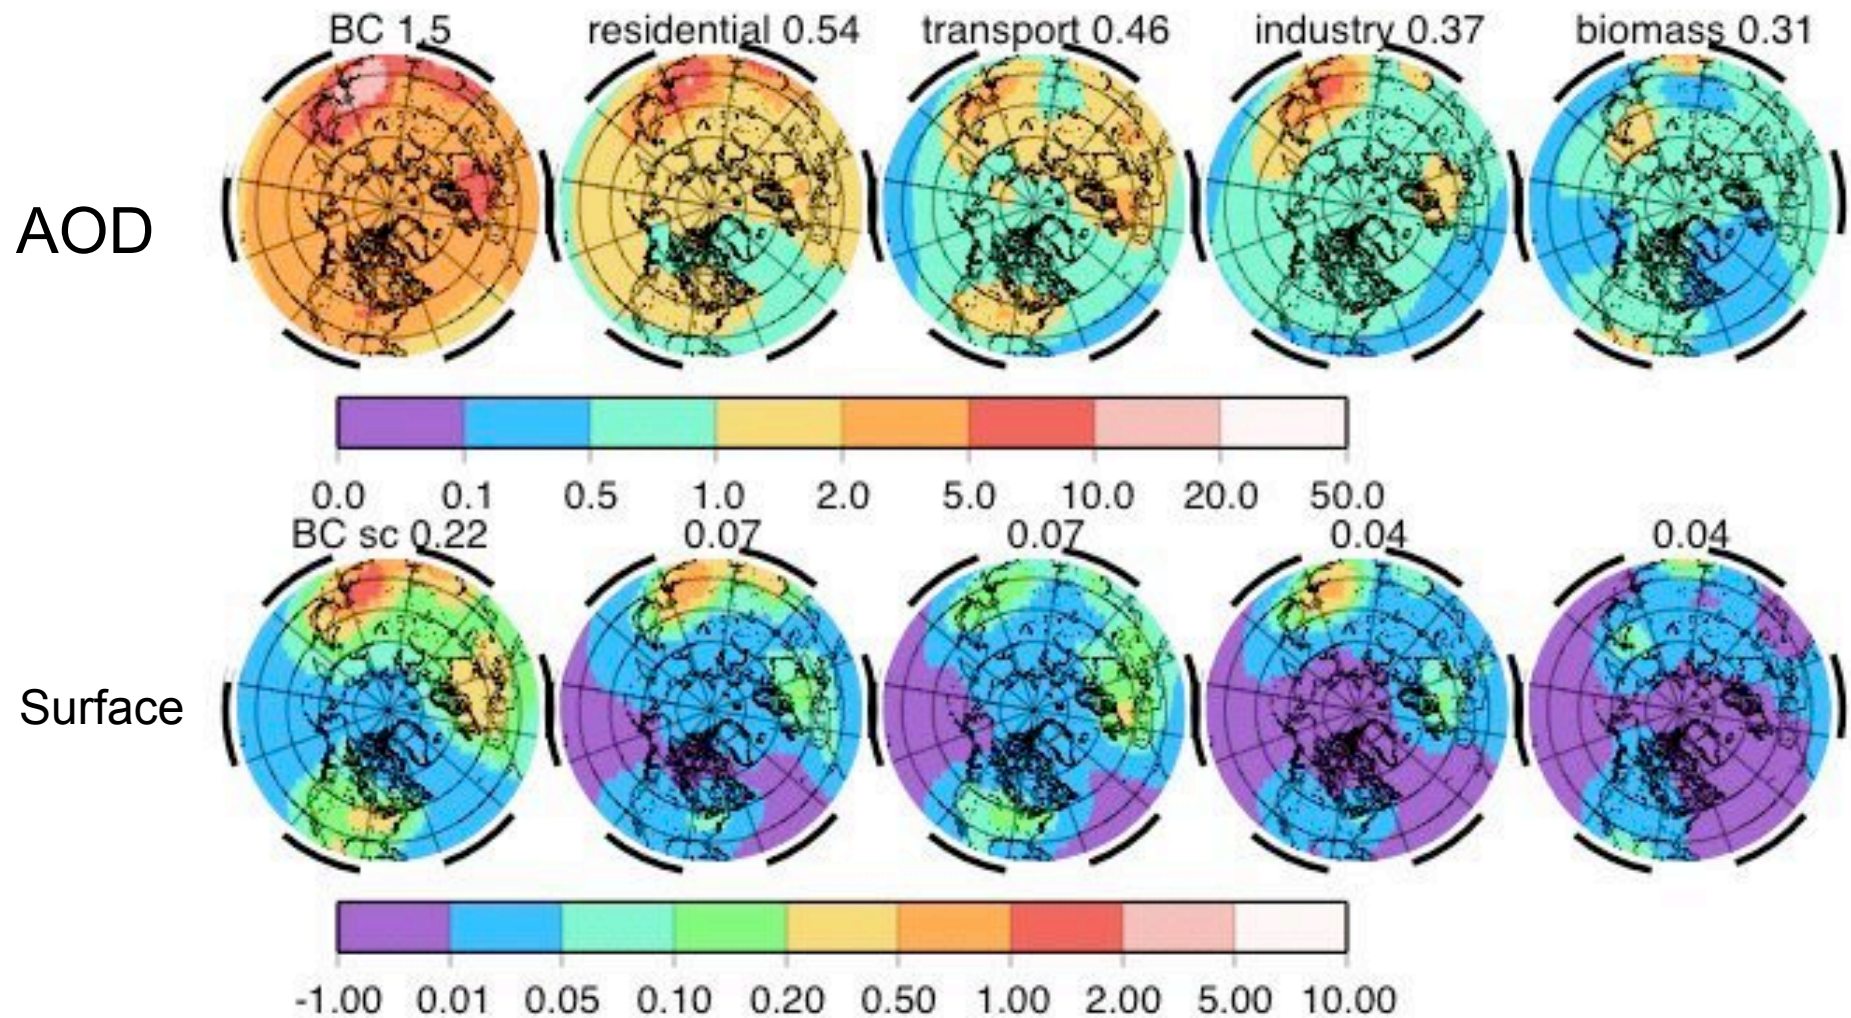 BC 1.5 residential 0.54 transport 0.46 industry 0.37 biomass 0.31
AOD
0.0 0.1 0.5 1.0 2.0 5.0 10.0 20.0 50.0
BC sc 0.22 0.07 0.07 0.04 0.04
Surface
-1.00 0.01 0.05 0.10 0.20 0.50 1.00 2.00 5.00 10.00